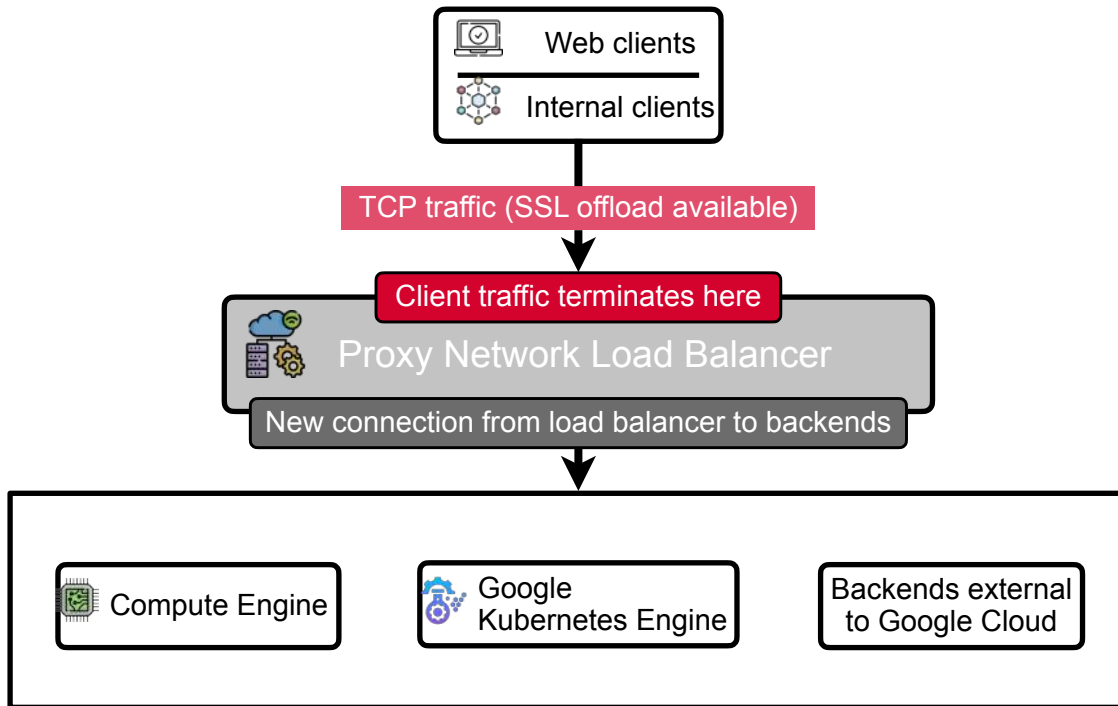 Web clients
Internal clients
TCP traffic (SSL offload available)
Client traffic terminates here
Proxy Network Load Balancer
New connection from load balancer to backends
Compute Engine
Google
Kubernetes Engine
Backends external
to Google Cloud